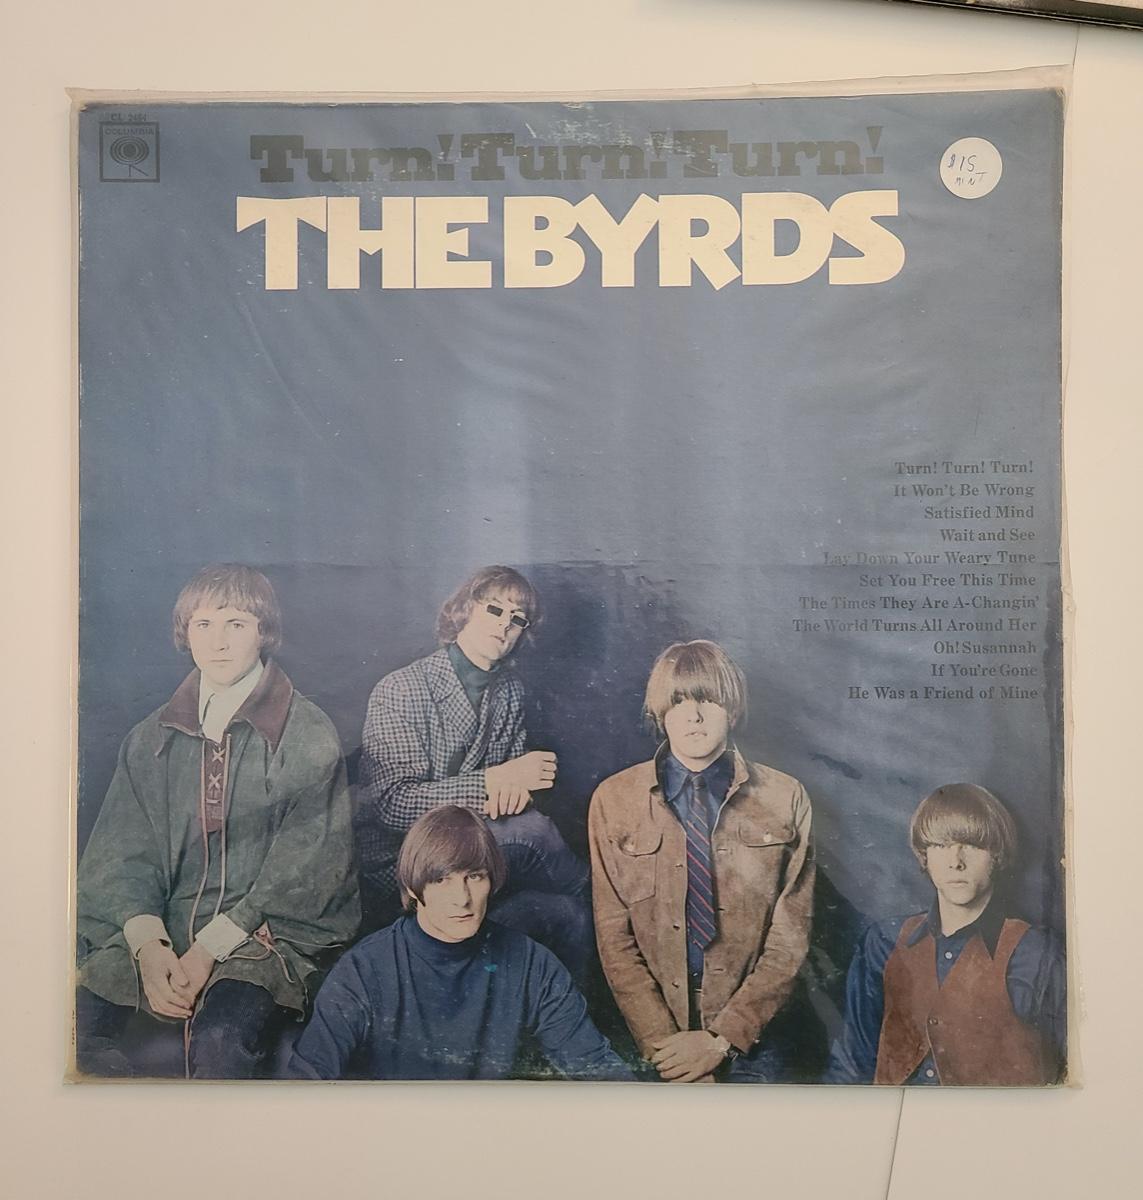 CL 2454
COLUMBIA
Turn! Turn! Turn!
THE BYRDS
$15
MINT
Turn! Turn! Turn!
It Won't Be Wrong
Satisfied Mind
Wait and See
Lay Down Your Weary Tune
Set You Free This Time
The Times They Are A-Changin'
The World Turns All Around Her
Oh! Susannah
If You're Gone
He Was a Friend of Mine